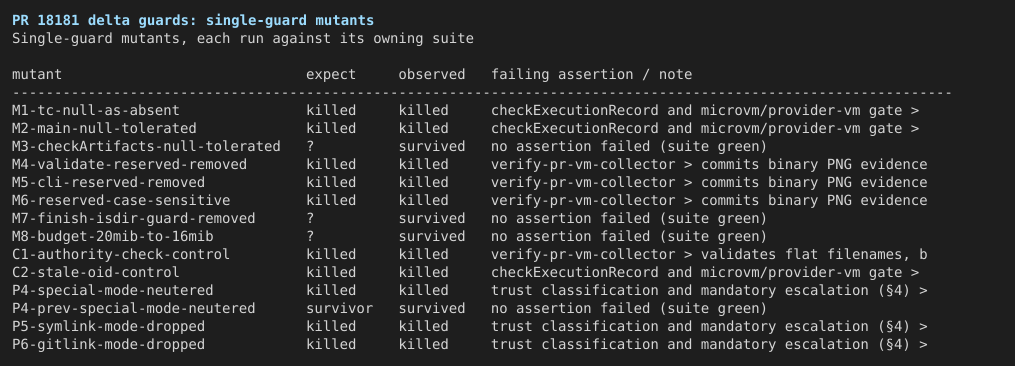 PR 18181 delta guards: single-guard mutants
Single-guard mutants, each run against its owning suite
mutant expect observed failing assertion / note
--------------------------------------------------------------------------------------------------------------
M1-tc-null-as-absent killed killed checkExecutionRecord and microvm/provider-vm gate >
M2-main-null-tolerated killed killed checkExecutionRecord and microvm/provider-vm gate >
M3-checkArtifacts-null-tolerated ? survived no assertion failed (suite green)
M4-validate-reserved-removed killed killed verify-pr-vm-collector > commits binary PNG evidence
M5-cli-reserved-removed killed killed verify-pr-vm-collector > commits binary PNG evidence
M6-reserved-case-sensitive killed killed verify-pr-vm-collector > commits binary PNG evidence
M7-finish-isdir-guard-removed ? survived no assertion failed (suite green)
M8-budget-20mib-to-16mib ? survived no assertion failed (suite green)
C1-authority-check-control killed killed verify-pr-vm-collector > validates flat filenames, b
C2-stale-oid-control killed killed checkExecutionRecord and microvm/provider-vm gate >
P4-special-mode-neutered killed killed trust classification and mandatory escalation (§4) >
P4-prev-special-mode-neutered survivor survived no assertion failed (suite green)
P5-symlink-mode-dropped killed killed trust classification and mandatory escalation (§4) >
P6-gitlink-mode-dropped killed killed trust classification and mandatory escalation (§4) >